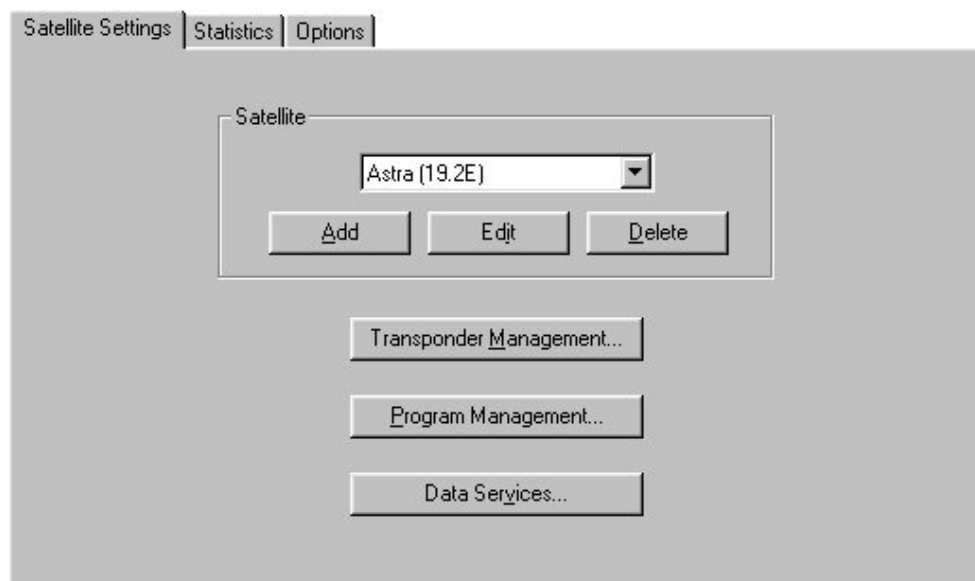 Satellite Settings Statistics Options
Satellite
Astra (19.2E)
Add Edit Delete
Transponder Management...
Program Management...
Data Services...